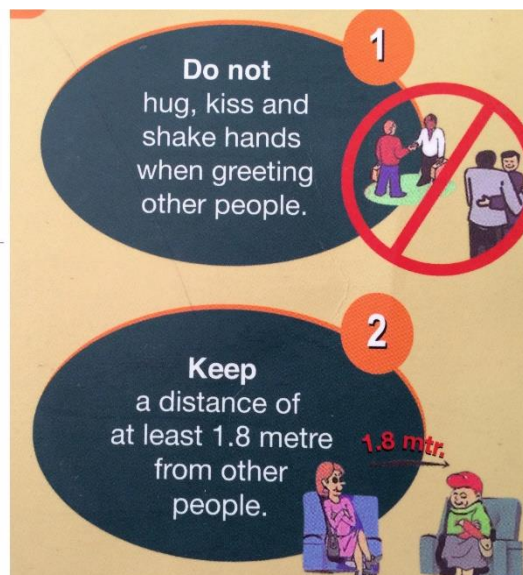 1
Do not
hug, kiss and
shake hands
when greeting
other people.
2
Keep
a distance of
at least 1.8 metre
from other
people.
1.8 mtr.